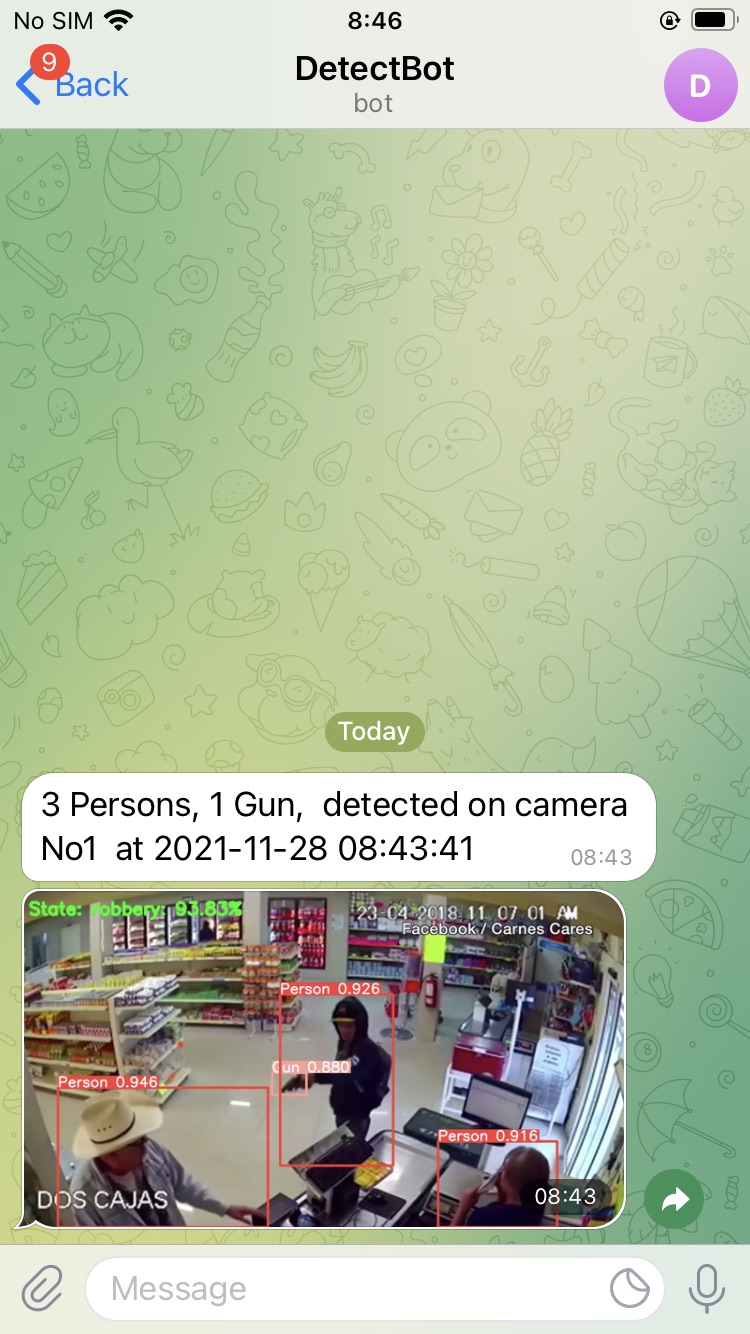 No SIM 8:46
9
Back
DetectBot
bot
D
Today
3 Persons, 1 Gun,  detected on camera
No1  at 2021-11-28 08:43:41
08:43
State: robbery: 93.83%
23-04-2018 11 07 01 AM
Facebook / Carnes Cares
Person 0.926
Gun 0.880
Person 0.946
Person 0.916
DOS CAJAS
08:43
Message